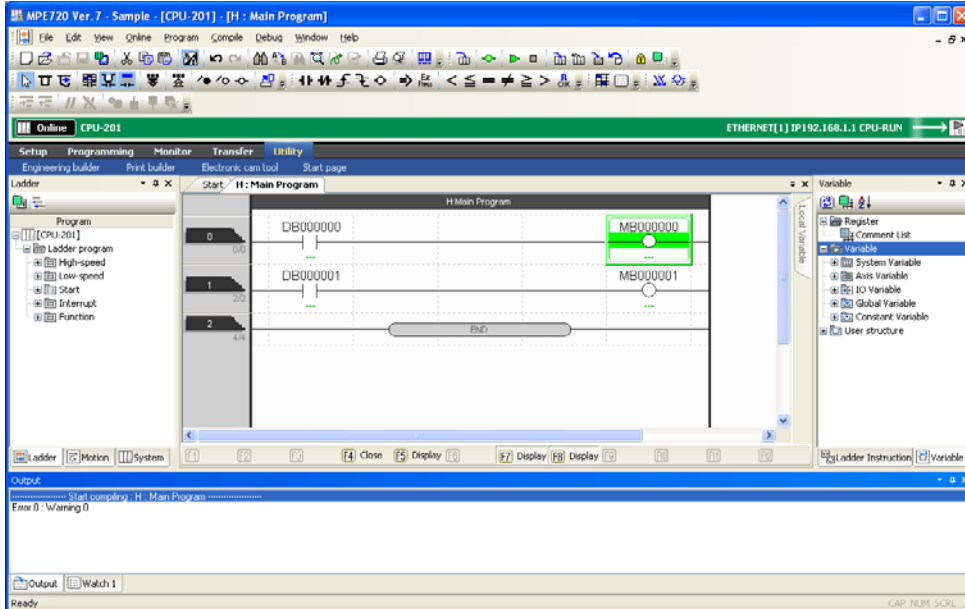 MPE720 Ver. 7 - Sample - [CPU-201] - [H : Main Program]
File Edit View Online Program Compile Debug Window Help
Online CPU-201 ETHERNET[1] IP192.168.1.1 CPU-RUN
Setup Programming Monitor Transfer Utility
Engineering builder Print builder Electronic cam tool Start page
Ladder
Start H : Main Program
Variable
Program
[CPU-201]
Ladder program
High-speed
Low-speed
Start
Interrupt
Function
H:Main Program
0 DB000000 MB000000
0/0 --- ---
1 DB000001 MB000001
2/2 --- ---
2 END
4/4
Local Variable
Register
Comment List
Variable
System Variable
Axis Variable
IO Variable
Global Variable
Constant Variable
User structure
Ladder Motion System
F4 Close F5 Display F7 Display F8 Display
Ladder Instruction Variable
Output
-------------------- Start compiling : H : Main Program --------------------
Error 0 : Warning 0
Output Watch 1
Ready CAP NUM SCRL